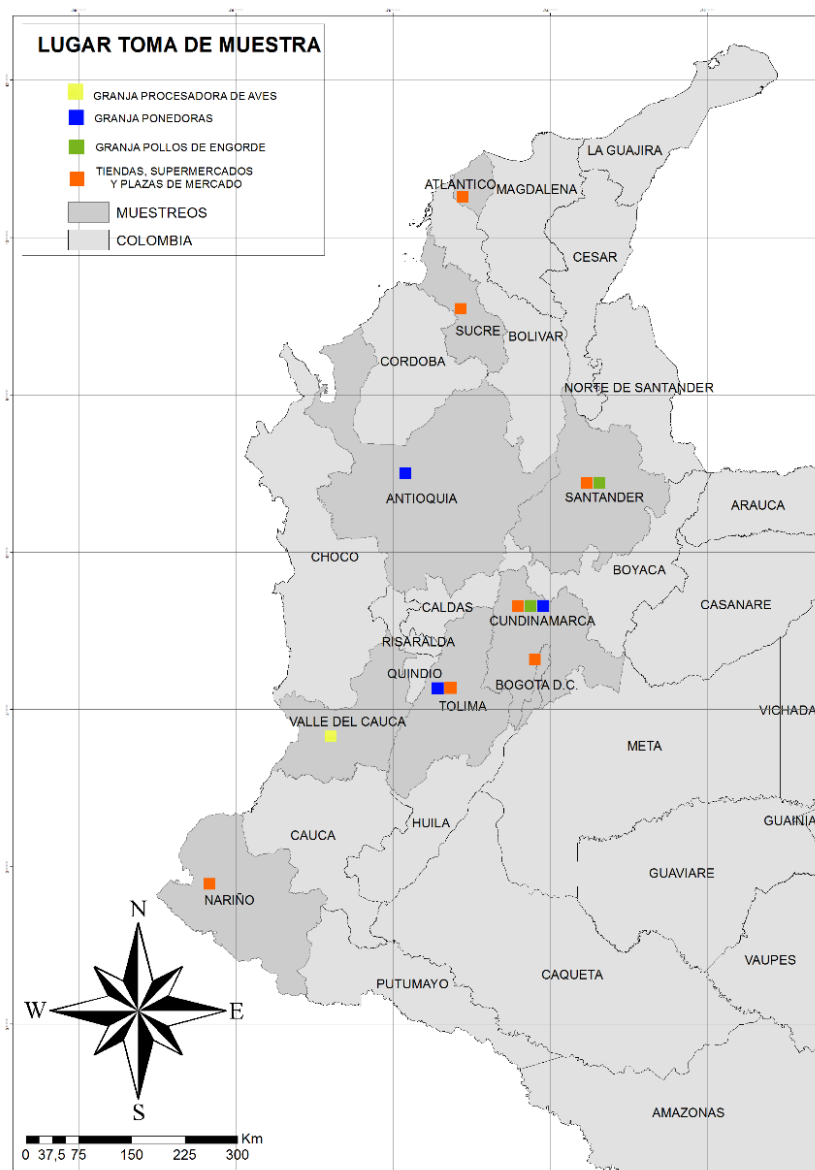 LUGAR TOMA DE MUESTRA
GRANJA PROCESADORA DE AVES
GRANJA PONEDORAS
GRANJA POLLOS DE ENGORDE
TIENDAS, SUPERMERCADOS
Y PLAZAS DE MERCADO
MUESTREOS
COLOMBIA
LA GUAJIRA
ATLANTICO
MAGDALENA
CESAR
SUCRE
BOLIVAR
CORDOBA
NORTE DE SANTANDER
ANTIOQUIA
SANTANDER
ARAUCA
CHOCO
BOYACA
CALDAS
CASANARE
CUNDINAMARCA
RISARALDA
QUINDIO
BOGOTA D.C.
TOLIMA
VICHADA
VALLE DEL CAUCA
META
HUILA
GUAINIA
CAUCA
GUAVIARE
NARIÑO
N
VAUPES
CAQUETA
PUTUMAYO
W
E
S
AMAZONAS
Km
0 37,5 75 150 225 300